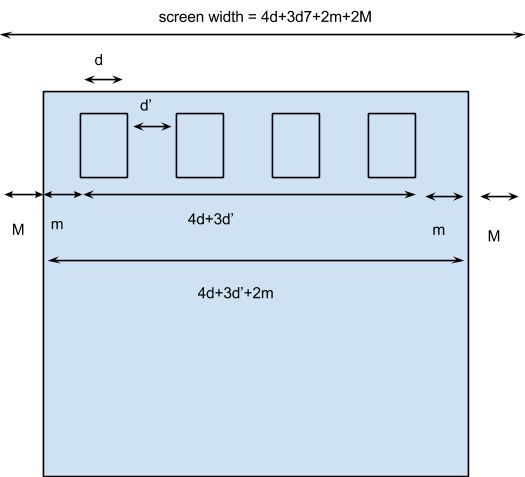 screen width = 4d+3d7+2m+2M
d
d'
4d+3d'
M
m
m
M
4d+3d'+2m